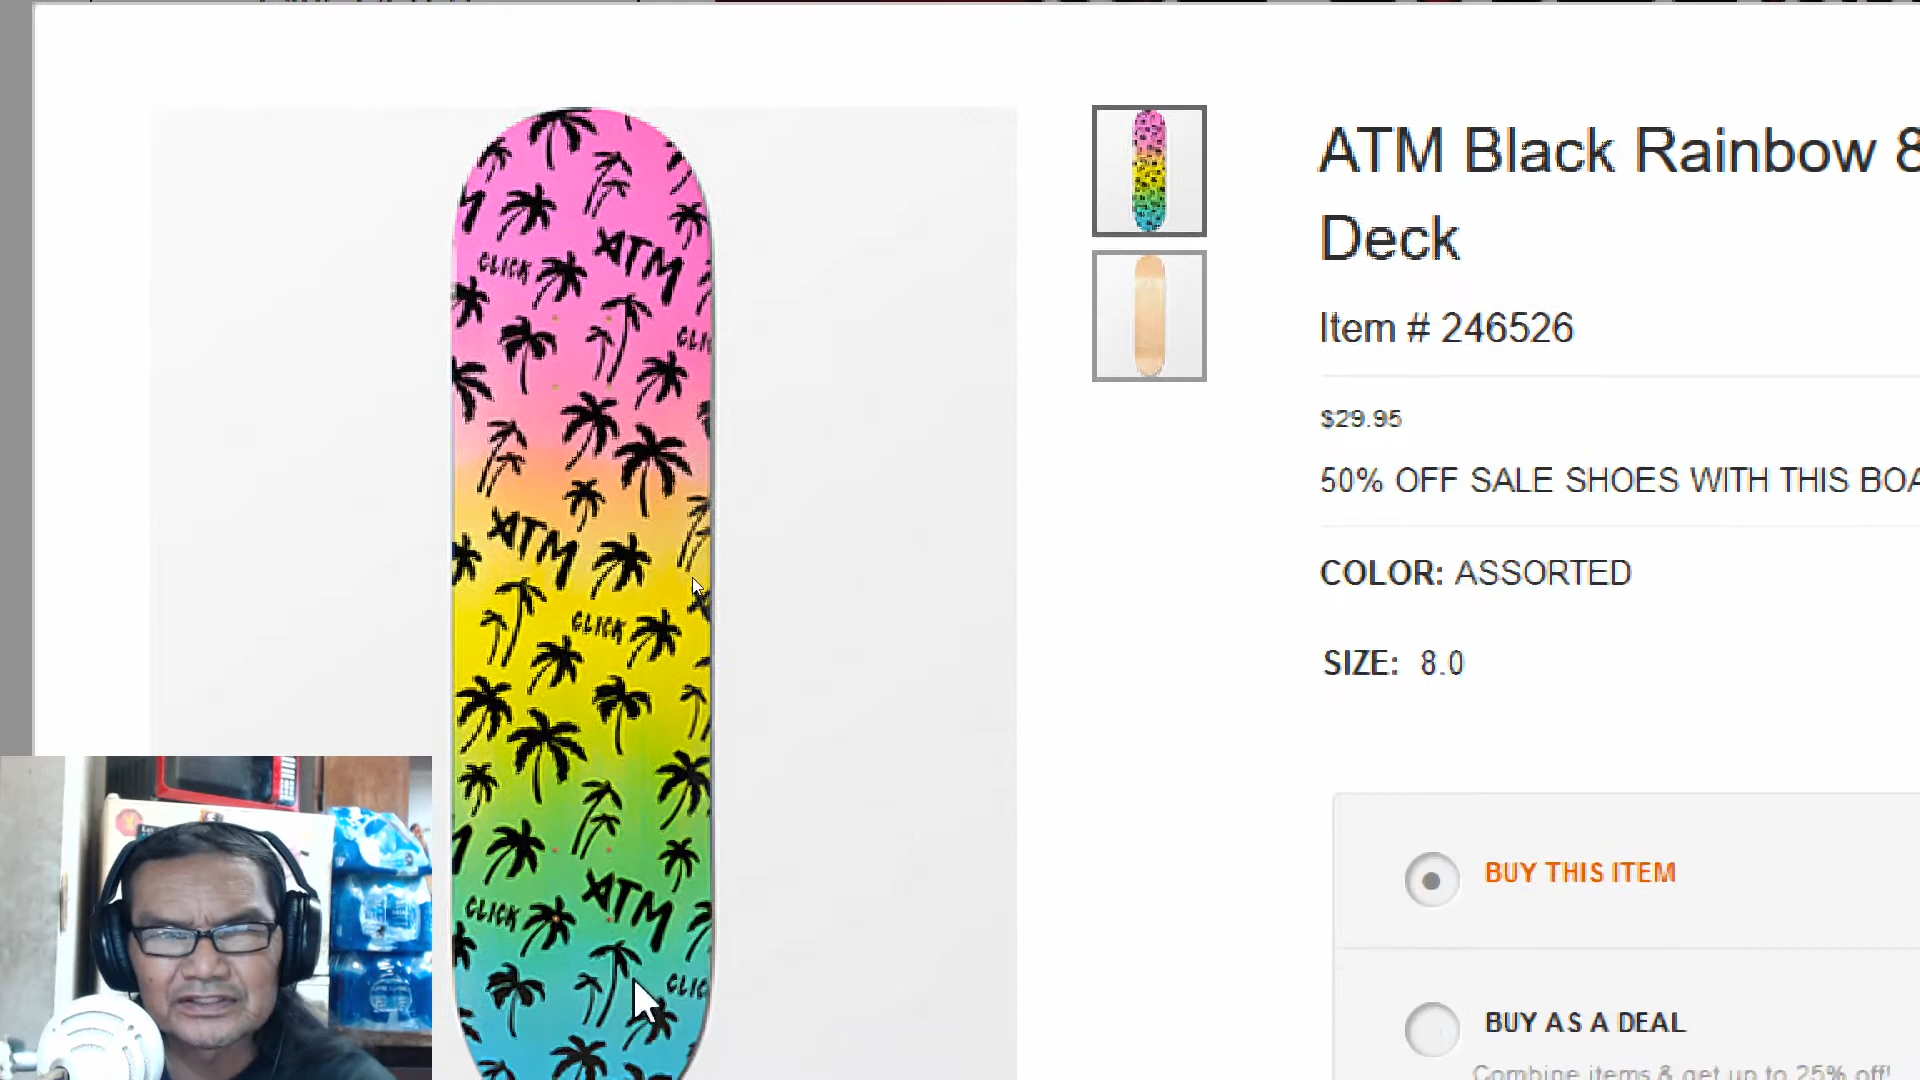 ATM Black Rainbow 8
Deck
Item # 246526
$29.95
50% OFF SALE SHOES WITH THIS BOA
COLOR: ASSORTED
SIZE: 8.0
BUY THIS ITEM
BUY AS A DEAL
Combine items & get up to 25% off!
ATM
CLICK
CLI
ATM
CLICK
ATM
CLICK
CLIC